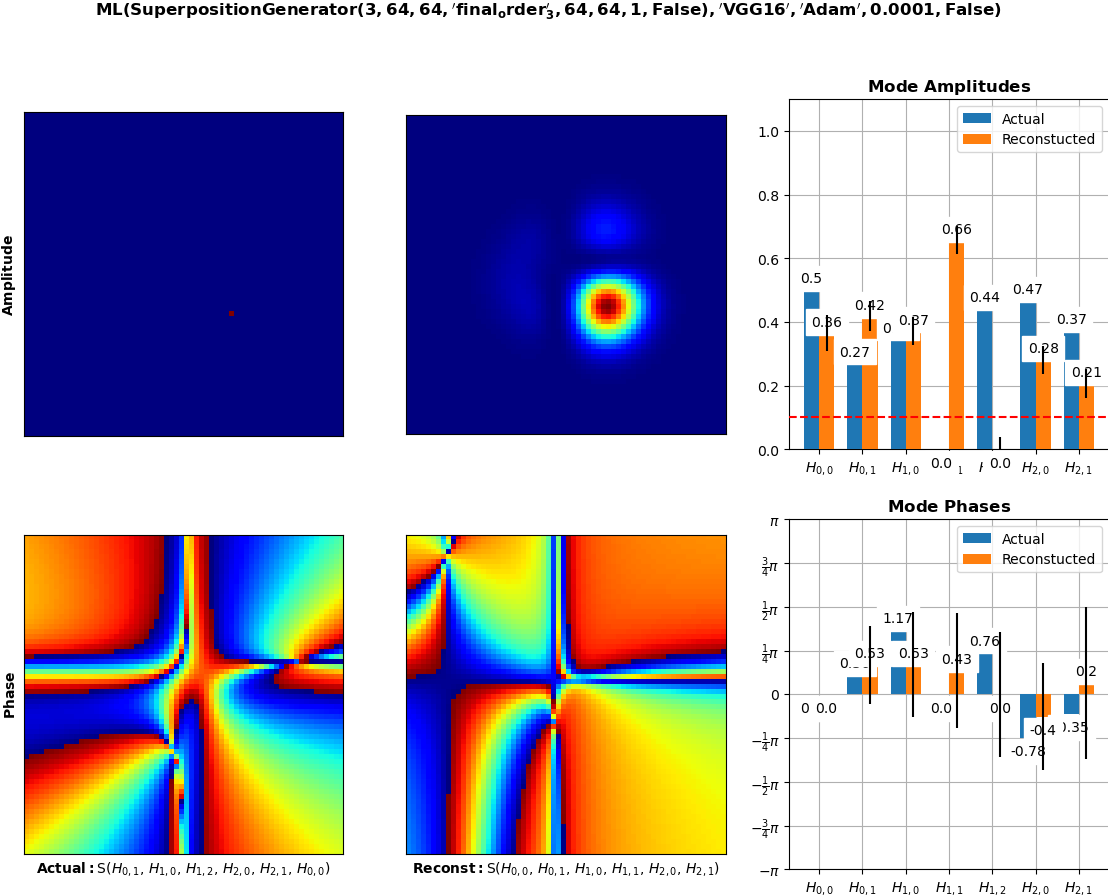 ML(SuperpositionGenerator(3, 64, 64, ′final_order′_3, 64, 64, 1, False), ′VGG16′, ′Adam′, 0.0001, False)
Amplitude
Mode Amplitudes
Actual
Reconstucted
1.0
0.8
0.6
0.4
0.2
0.0
0.5
0.36
0.27
0.42
0
0.37
0.0
0.66
0.44
0.0
0.47
0.28
0.37
0.21
H0,0
H0,1
H1,0
H2,0
H2,1
Phase
Mode Phases
Actual
Reconstucted
π
3/4π
1/2π
1/4π
0
−1/4π
−1/2π
−3/4π
−π
0
0.0
0.53
1.17
0.53
0.0
0.43
0.76
0.0
-0.78
-0.4
0.35
0.2
H0,0
H0,1
H1,0
H1,1
H1,2
H2,0
H2,1
Actual: S(H0,1, H1,0, H1,2, H2,0, H2,1, H0,0)
Reconst: S(H0,0, H0,1, H1,0, H1,1, H2,0, H2,1)